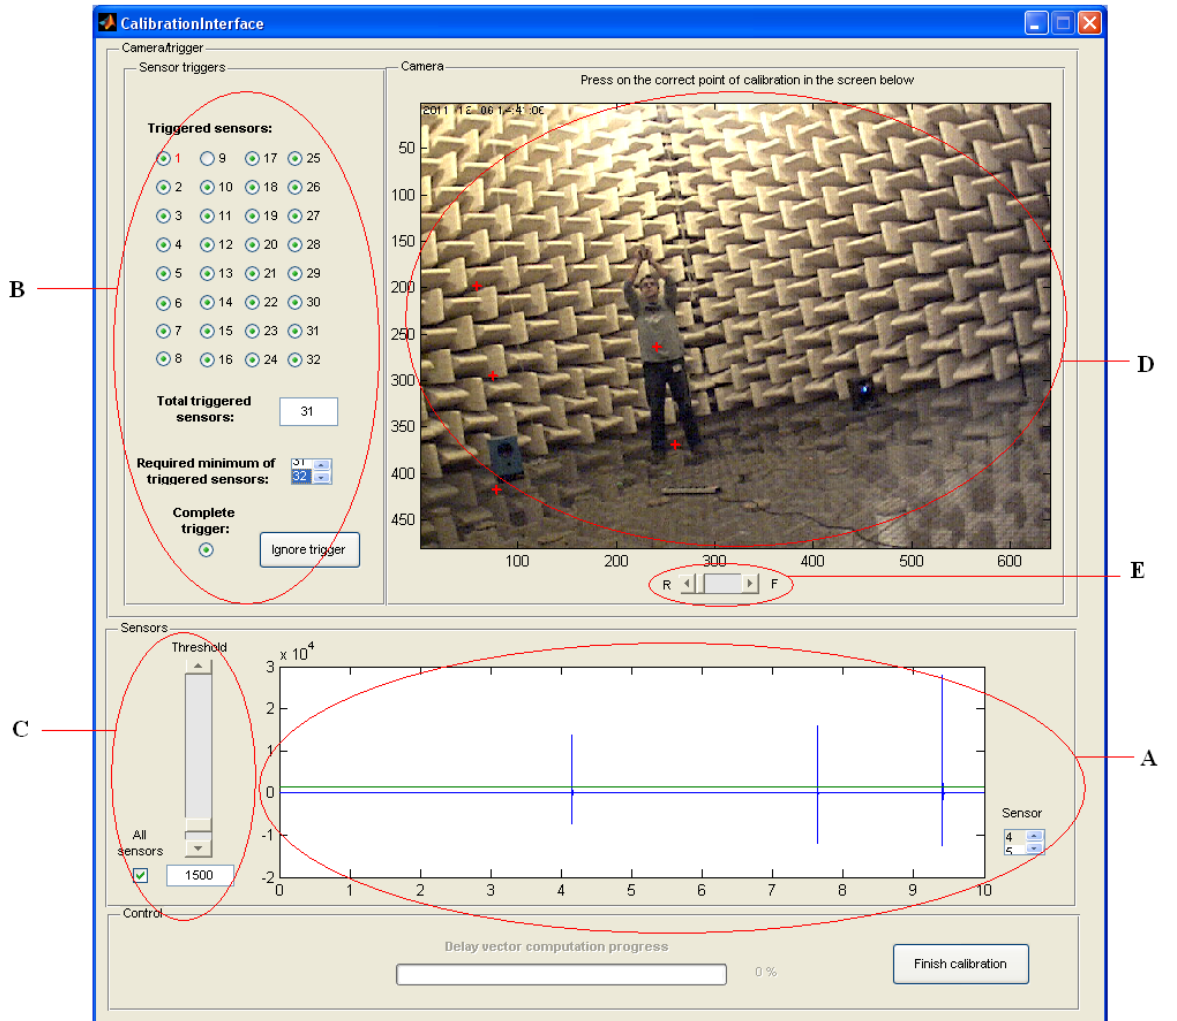 CalibrationInterface
Camera/trigger
Sensor triggers
Camera
Press on the correct point of calibration in the screen below
Triggered sensors:
1 9 17 25
2 10 18 26
3 11 19 27
4 12 20 28
5 13 21 29
6 14 22 30
7 15 23 31
8 16 24 32
Total triggered
sensors:
31
Required minimum of
triggered sensors:
31
32
Complete
trigger:
Ignore trigger
50
100
150
200
250
300
350
400
450
100 200 300 400 500 600
R F
B
D
E
Sensors
Threshold
All
sensors
1500
x 10^4
3
2
1
0
-1
-2
0 1 2 3 4 5 6 7 8 9 10
Sensor
4
5
C
A
Control
Delay vector computation progress
0 %
Finish calibration